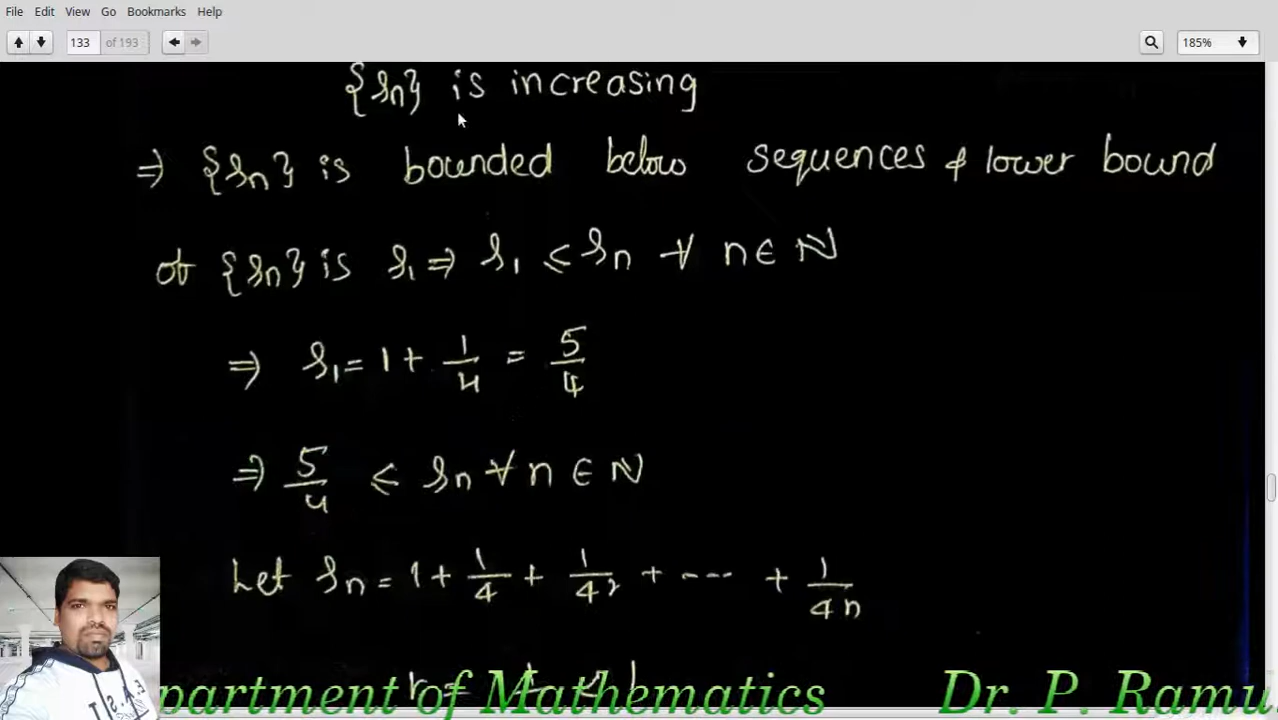 File Edit View Go Bookmarks Help
133 of 193 185%
{Sn} is increasing
⇒ {Sn} is bounded below sequences & lower bound
of {Sn} is S₁ ⇒ S₁ ≤ Sn ∀ n ∈ ℕ
⇒ S₁ = 1 + 1/4 = 5/4
⇒ 5/4 ≤ Sn ∀ n ∈ ℕ
Let Sn = 1 + 1/4 + 1/4² + ---- + 1/4ⁿ
r =
partment of Mathematics Dr. P. Ramu